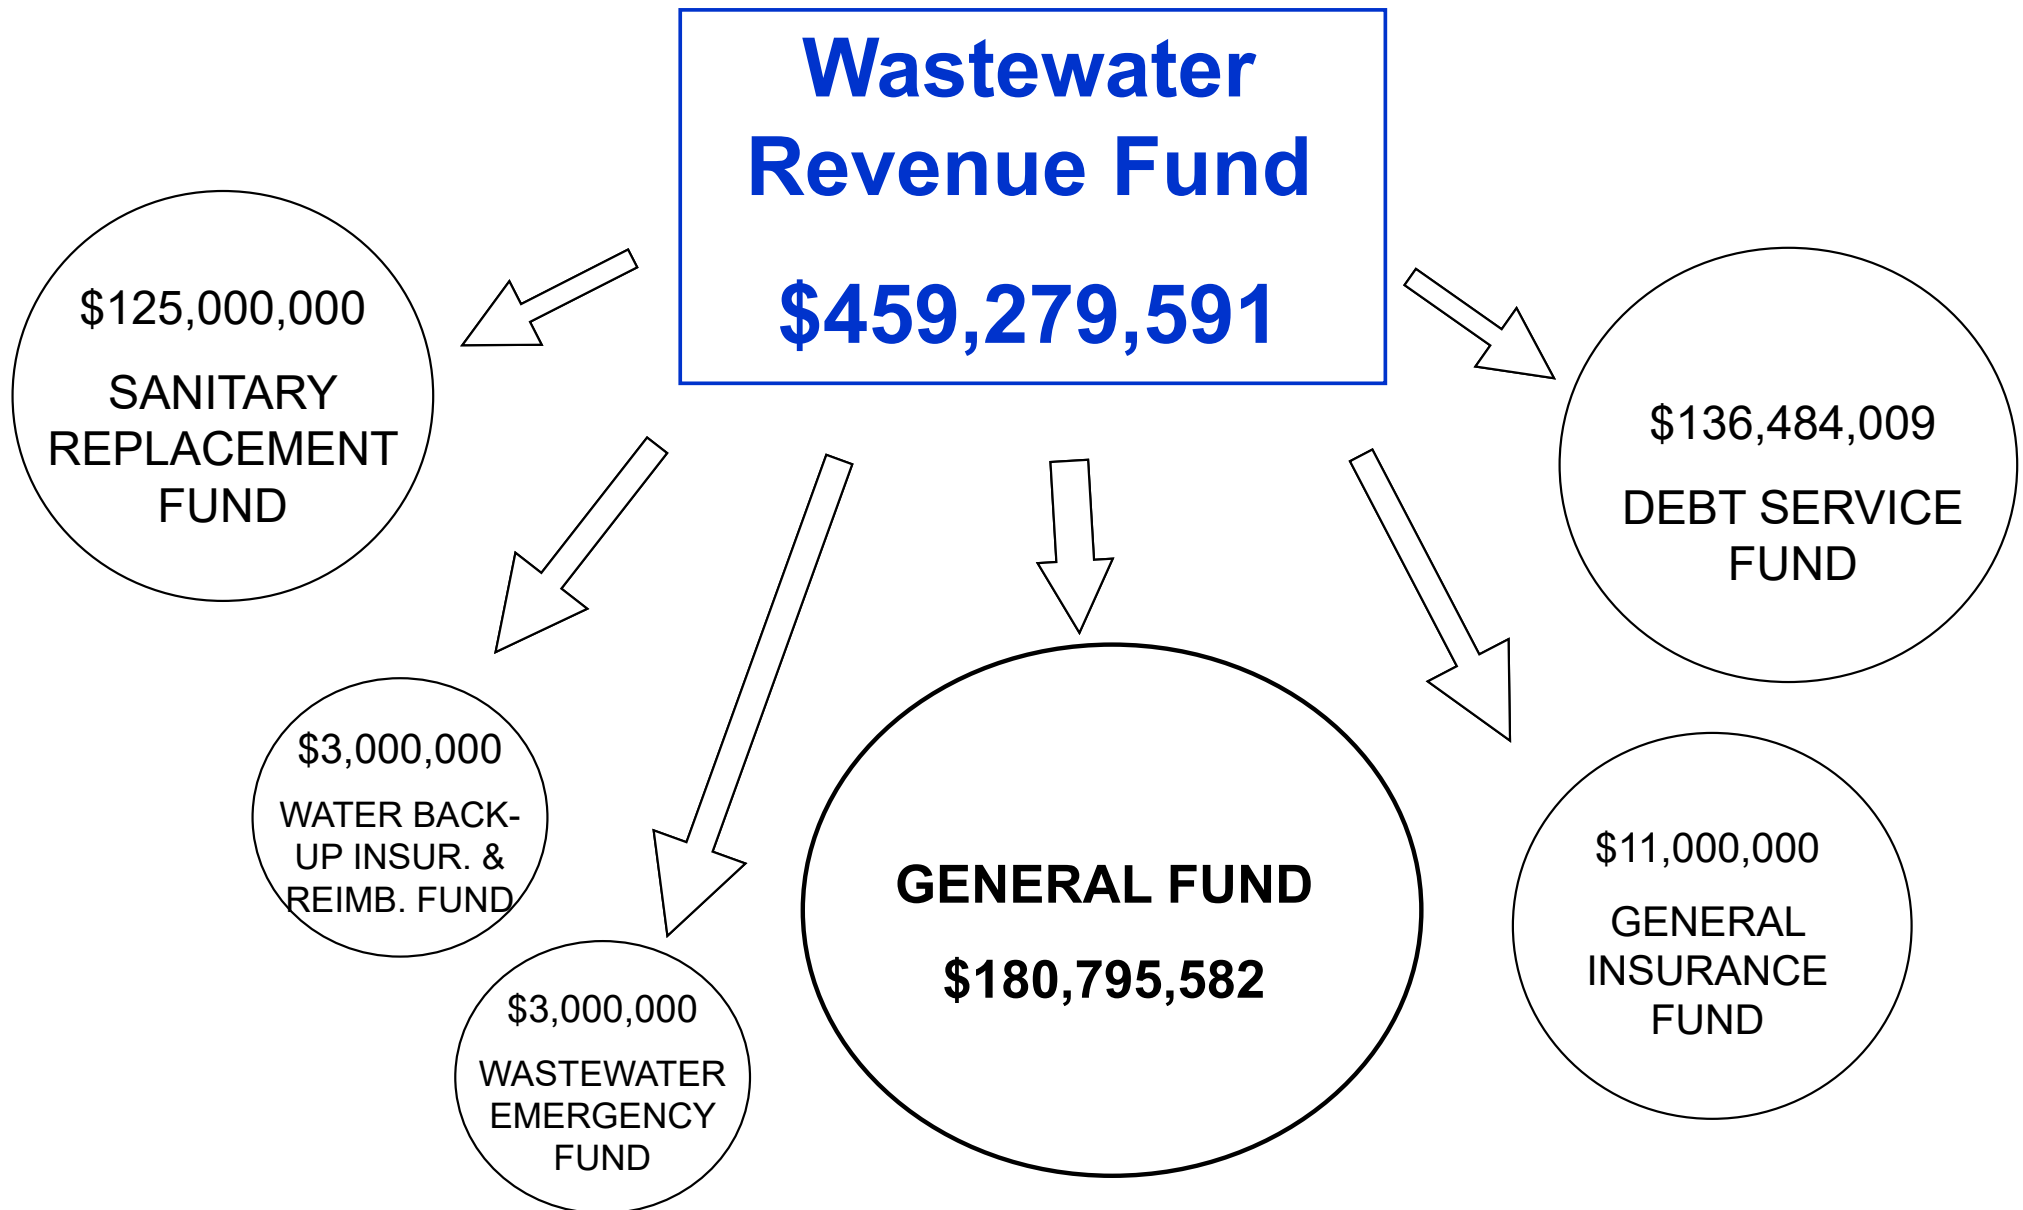 Wastewater
Revenue Fund
$459,279,591
$125,000,000
SANITARY
REPLACEMENT
FUND
$136,484,009
DEBT SERVICE
FUND
$3,000,000
WATER BACK-
UP INSUR. &
REIMB. FUND
$3,000,000
WASTEWATER
EMERGENCY
FUND
GENERAL FUND
$180,795,582
$11,000,000
GENERAL
INSURANCE
FUND